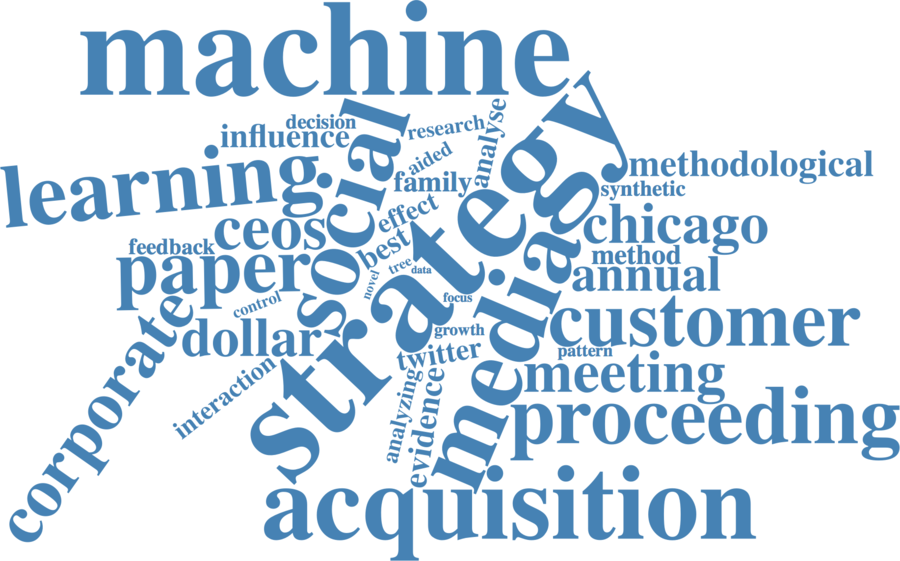 machine
decision
influence
social
research
analyse
aided
learning
family
strategy
methodological
synthetic
effect
ceos
chicago
feedback
best
method
paper
tree
data
novel
annual
media
focus
control
customer
corporate
dollar
growth
twitter
pattern
interaction
meeting
analyzing
evidence
proceeding
acquisition